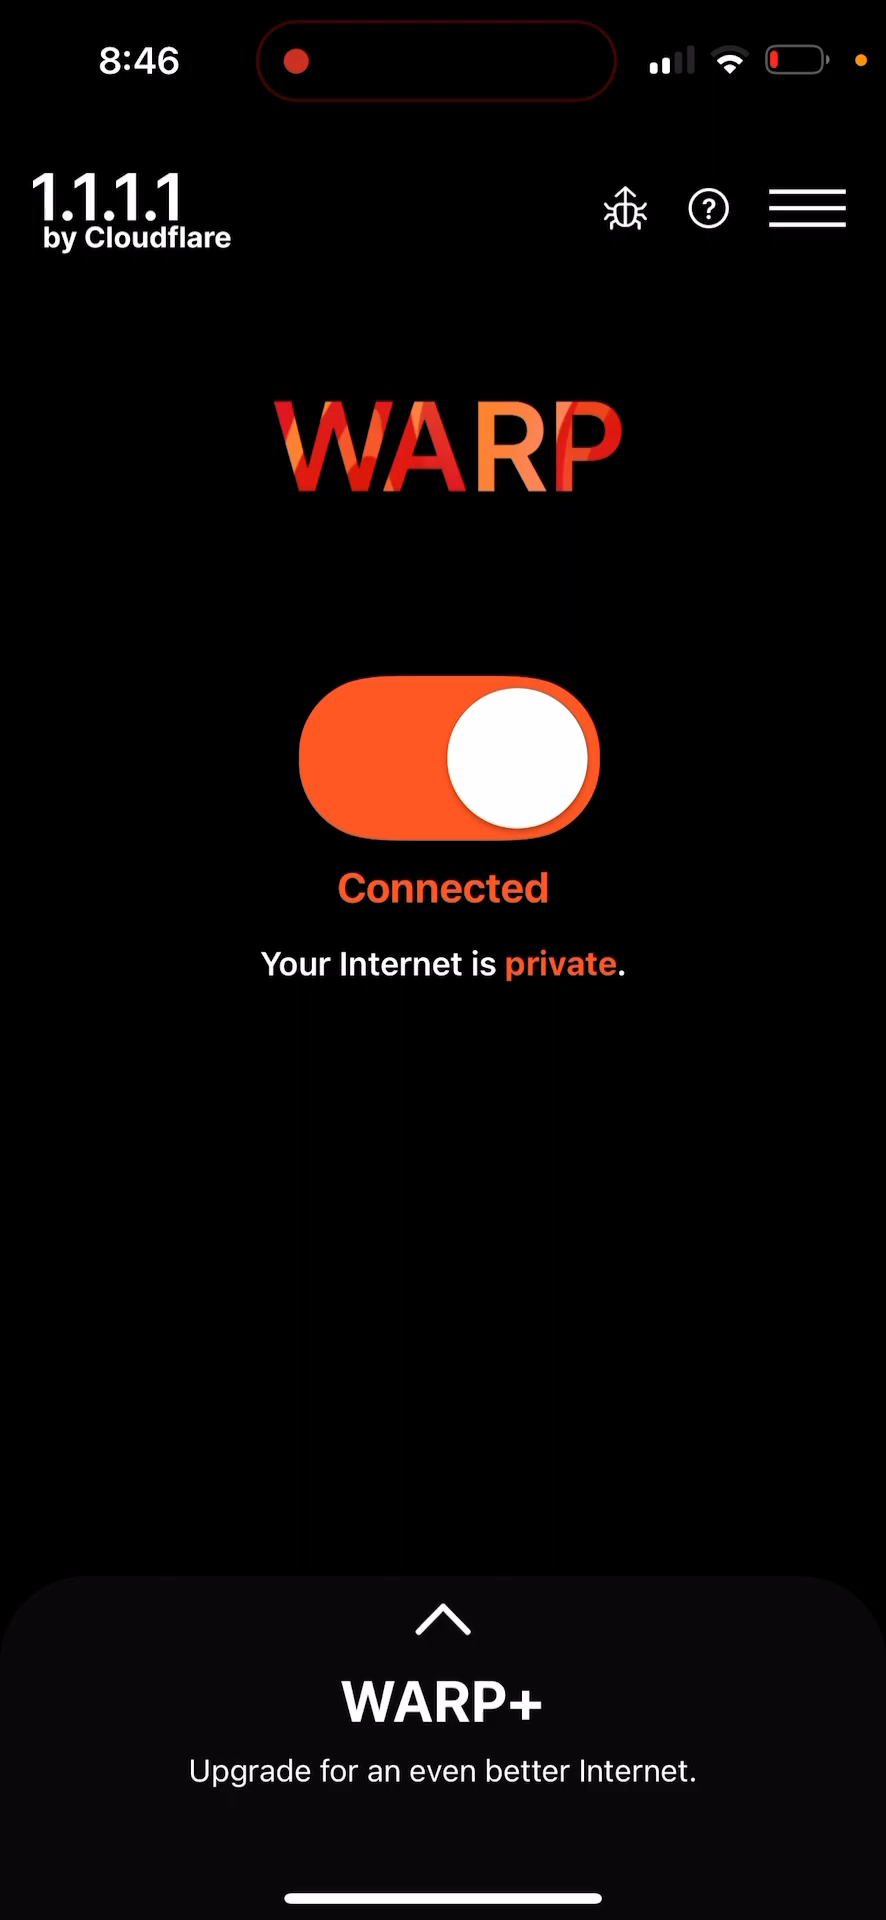 8:46
1.1.1.1
by Cloudflare
?
WARP
Connected
Your Internet is private.
WARP+
Upgrade for an even better Internet.